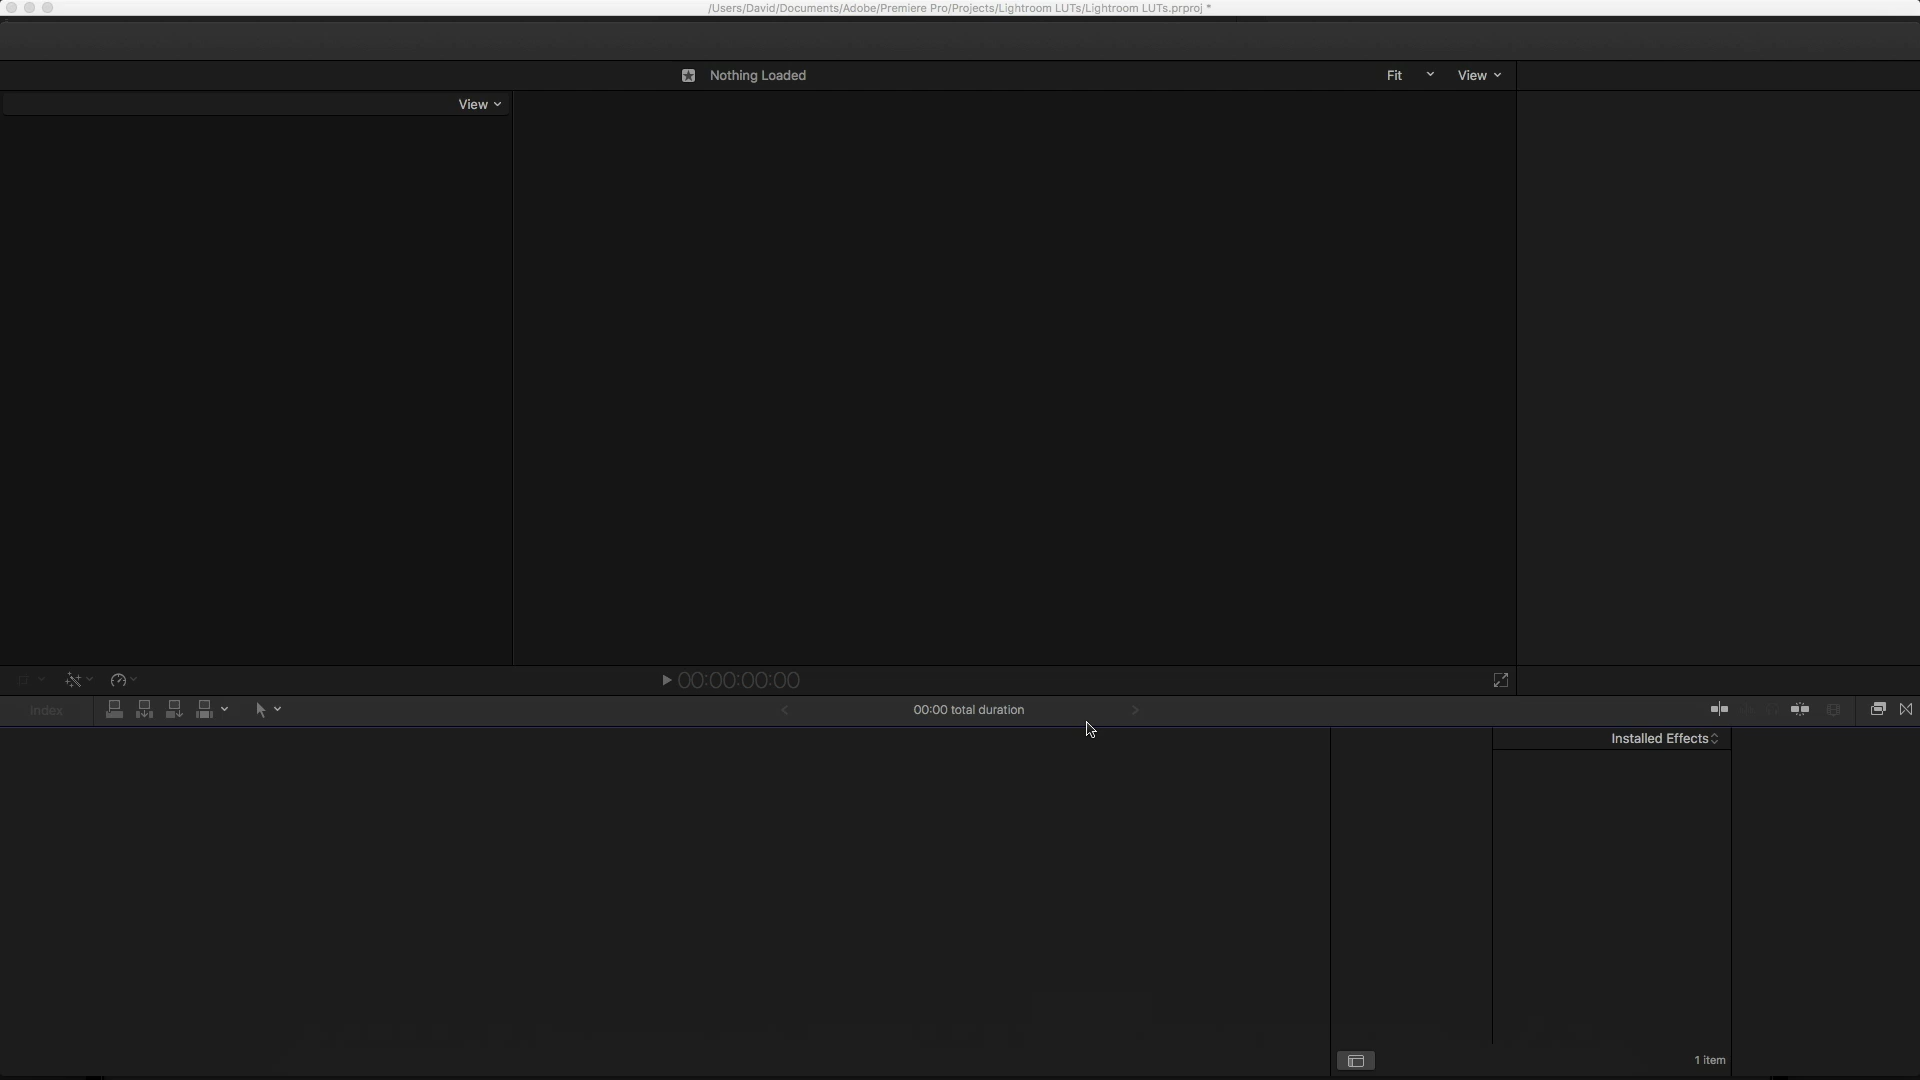 /Users/David/Documents/Adobe/Premiere Pro/Projects/Lightroom LUTs/Lightroom LUTs.prproj *
Nothing Loaded
Fit
View
View
00:00:00:00
Index
00:00 total duration
Installed Effects
1 item